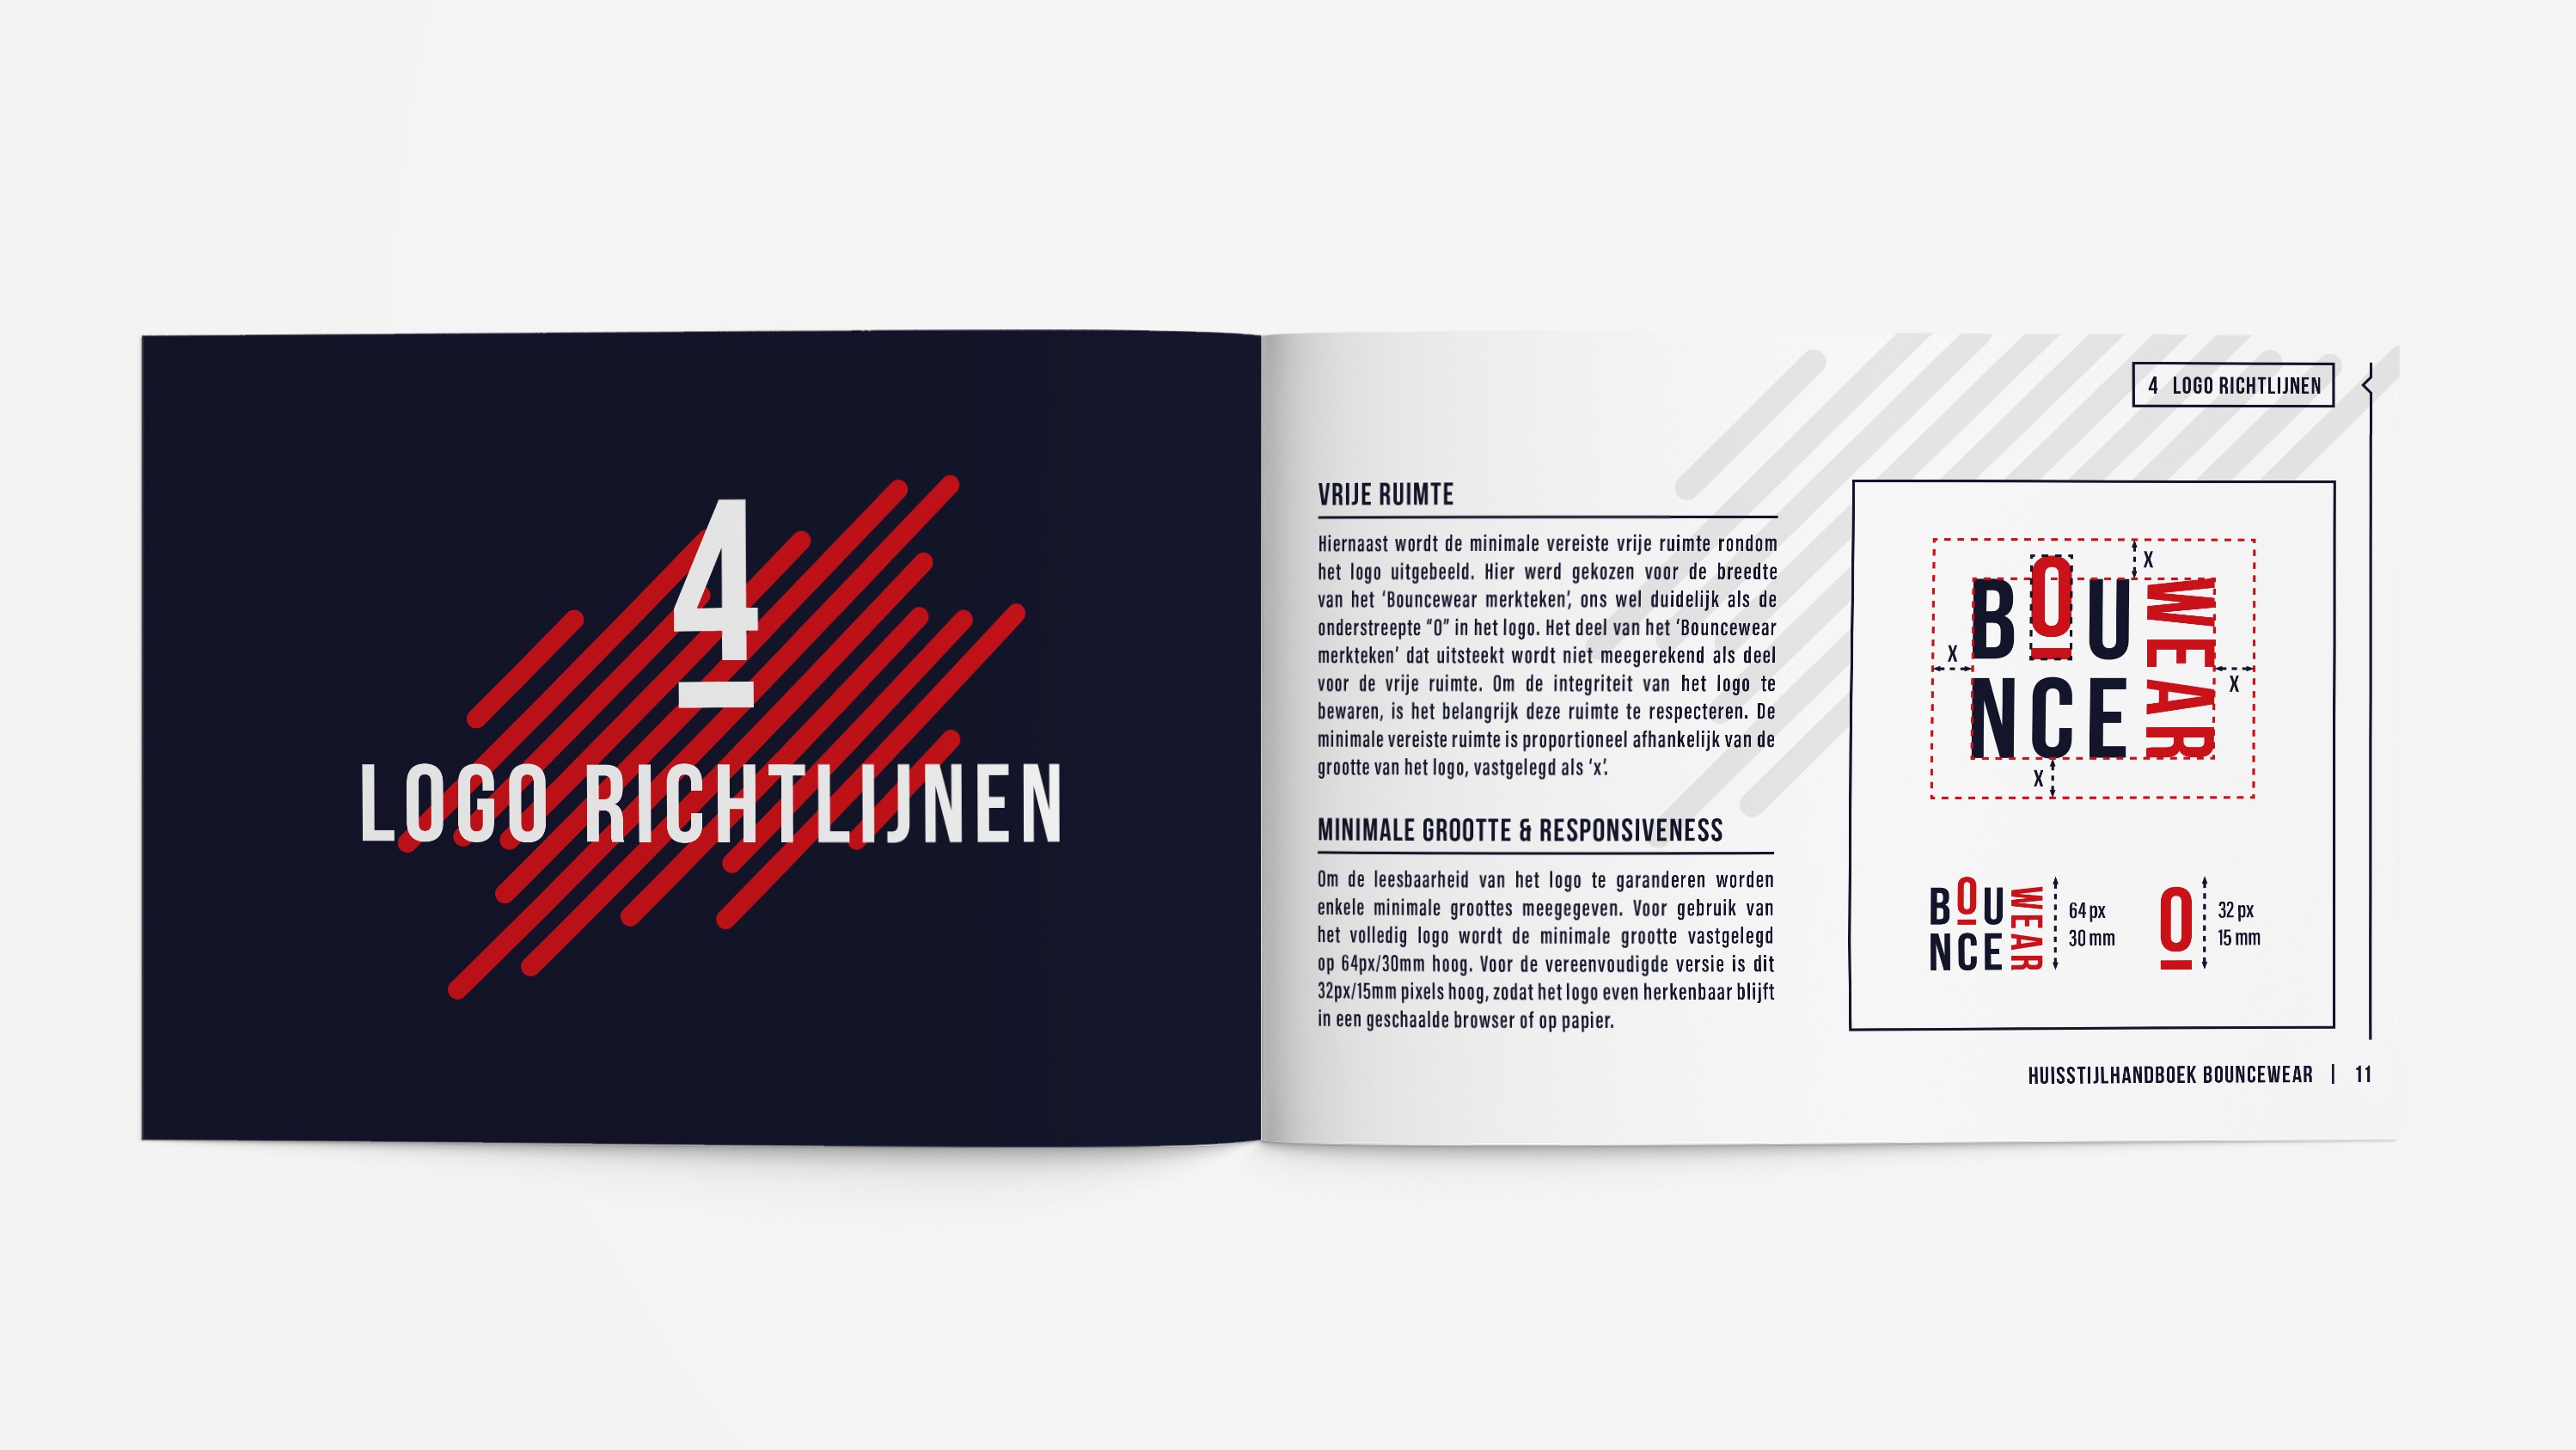 4
LOGO RICHTLIJNEN
4 LOGO RICHTLIJNEN
VRIJE RUIMTE
Hiernaast wordt de minimale vereiste vrije ruimte rondom
het logo uitgebeeld. Hier werd gekozen voor de breedte
van het ‘Bouncewear merkteken’, ons wel duidelijk als de
onderstreepte “O” in het logo. Het deel van het ‘Bouncewear
merkteken’ dat uitsteekt wordt niet meegerekend als deel
voor de vrije ruimte. Om de integriteit van het logo te
bewaren, is het belangrijk deze ruimte te respecteren. De
minimale vereiste ruimte is proportioneel afhankelijk van de
grootte van het logo, vastgelegd als ‘x’.
MINIMALE GROOTTE & RESPONSIVENESS
Om de leesbaarheid van het logo te garanderen worden
enkele minimale groottes meegegeven. Voor gebruik van
het volledig logo wordt de minimale grootte vastgelegd
op 64px/30mm hoog. Voor de vereenvoudigde versie is dit
32px/15mm pixels hoog, zodat het logo even herkenbaar blijft
in een geschaalde browser of op papier.
X
BOU
WEAR
X
X
NCE
X
BOU
WEAR
NCE
64 px
30 mm
O
32 px
15 mm
HUISSTIJLHANDBOEK BOUNCEWEAR | 11